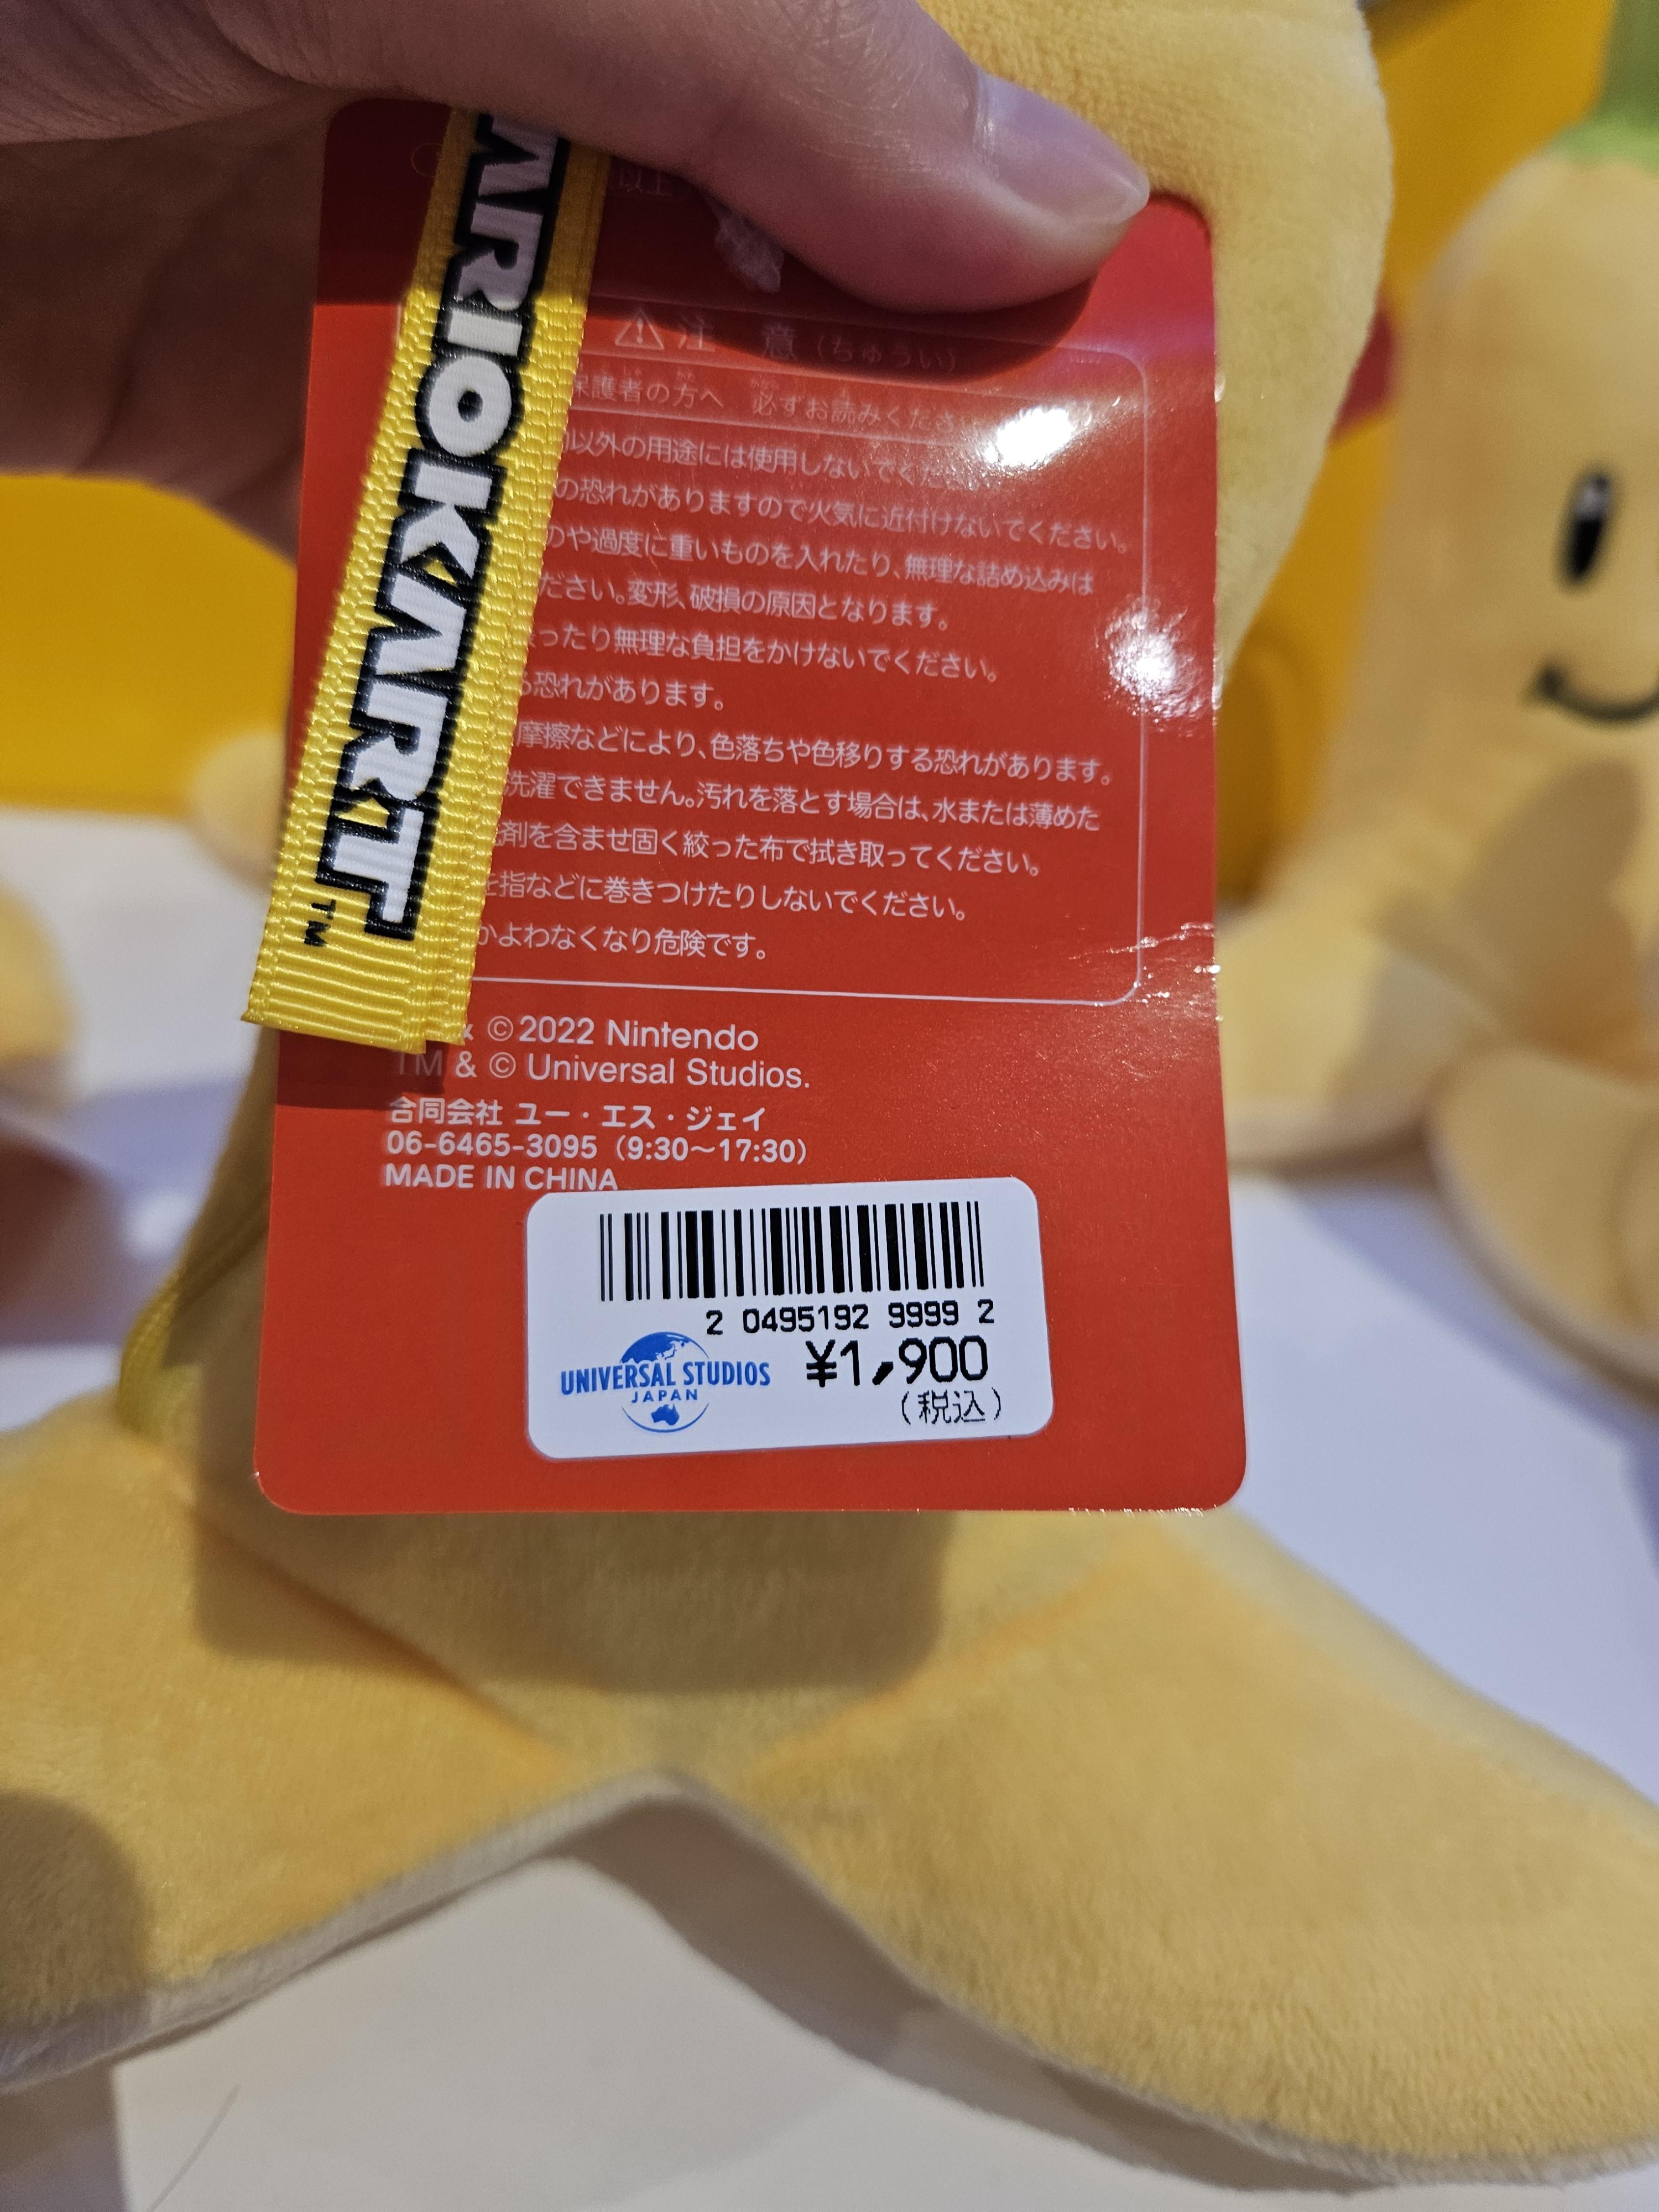 MARIOKART™
以上
注 意 (ちゅうい)
保護者の方へ 必ずお読みくださ
以外の用途には使用しないでくだ
の恐れがありますので火気に近付けないでください。
のや過度に重いものを入れたり、無理な詰め込みは
ださい。変形、破損の原因となります。
ったり無理な負担をかけないでください。
る恐れがあります。
摩擦などにより、色落ちや色移りする恐れがあります。
洗濯できません。汚れを落とす場合は、水または薄めた
剤を含ませ固く絞った布で拭き取ってください。
を指などに巻きつけたりしないでください。
かよわなくなり危険です。
& ©2022 Nintendo
TM & © Universal Studios.
合同会社 ユー・エス・ジェイ
06-6465-3095 (9:30～17:30)
MADE IN CHINA
2 0495192 9999 2
UNIVERSAL STUDIOS
JAPAN
¥1,900
(税込)